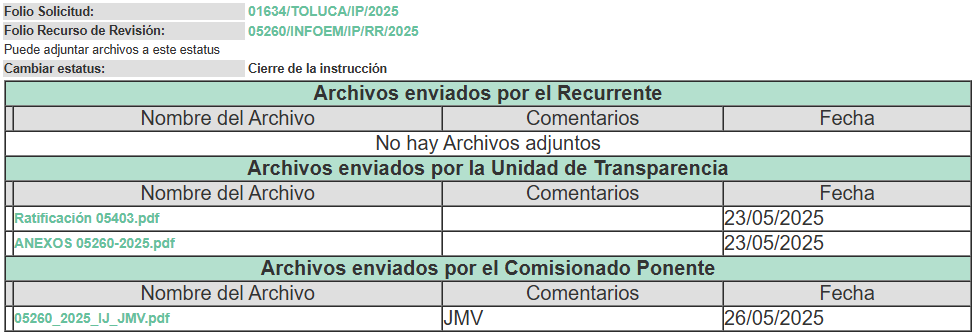 Folio Solicitud: 01634/TOLUCA/IP/2025
Folio Recurso de Revisión: 05260/INFOEM/IP/RR/2025
Puede adjuntar archivos a este estatus
Cambiar estatus: Cierre de la instrucción
Archivos enviados por el Recurrente
Nombre del Archivo Comentarios Fecha
No hay Archivos adjuntos
Archivos enviados por la Unidad de Transparencia
Nombre del Archivo Comentarios Fecha
Ratificación 05403.pdf 23/05/2025
ANEXOS 05260-2025.pdf 23/05/2025
Archivos enviados por el Comisionado Ponente
Nombre del Archivo Comentarios Fecha
05260_2025_IJ_JMV.pdf JMV 26/05/2025